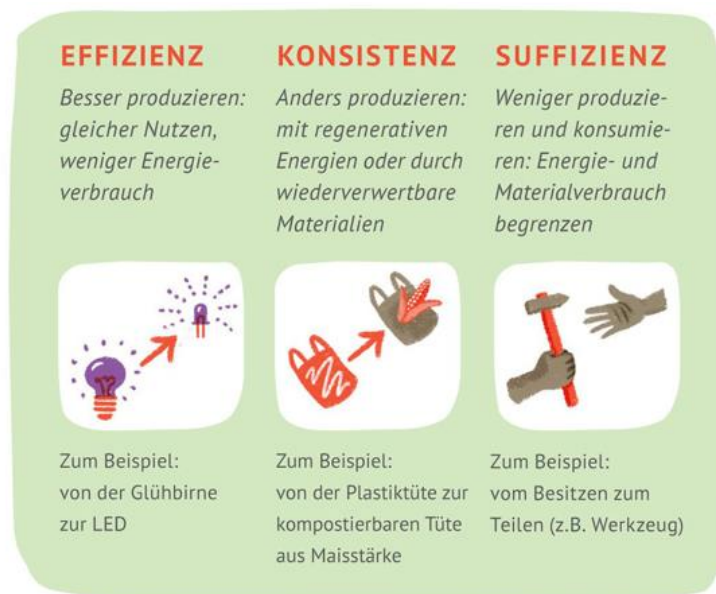 EFFIZIENZ
Besser produzieren:
gleicher Nutzen,
weniger Energie-
verbrauch
Zum Beispiel:
von der Glühbirne
zur LED
KONSISTENZ
Anders produzieren:
mit regenerativen
Energien oder durch
wiederverwertbare
Materialien
Zum Beispiel:
von der Plastiktüte zur
kompostierbaren Tüte
aus Maisstärke
SUFFIZIENZ
Weniger produzie-
ren und konsumie-
ren: Energie- und
Materialverbrauch
begrenzen
Zum Beispiel:
vom Besitzen zum
Teilen (z.B. Werkzeug)